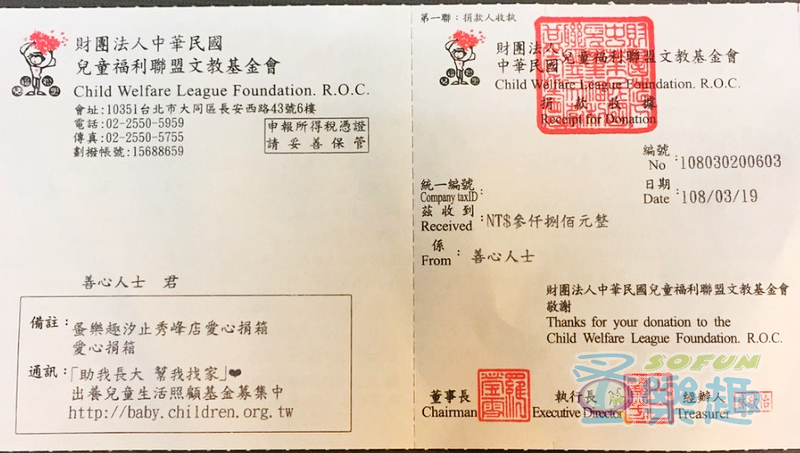 財團法人中華民國
兒童福利聯盟文教基金會
Child Welfare League Foundation. R.O.C.
會址:10351台北市大同區長安西路43號6樓
電話:02-2550-5959
傳真:02-2550-5755
劃撥帳號:15688659
申報所得稅憑證
請妥善保管
善心人士 君
備註:蛋樂趣汐止秀峰店愛心捐箱
愛心捐箱
通訊:「助我長大 幫我找家」❤
出養兒童生活照顧基金募集中
http://baby.children.org.tw
第一聯:捐款人收執
財團法人
中華民國兒童福利聯盟文教基金會
Child Welfare League Foundation. R.O.C.
捐款收據
Receipt for Donation
編號
No :108030200603
日期
Date :108/03/19
統一編號
Company taxID :
茲收到
Received :NT$參仟捌佰元整
係
From :善心人士
財團法人中華民國兒童福利聯盟文教基金會
敬謝
Thanks for your donation to the
Child Welfare League Foundation. R.O.C.
SOFUN
樂趣
董事長
Chairman
執行長
Executive Director
經辦人
Treasurer